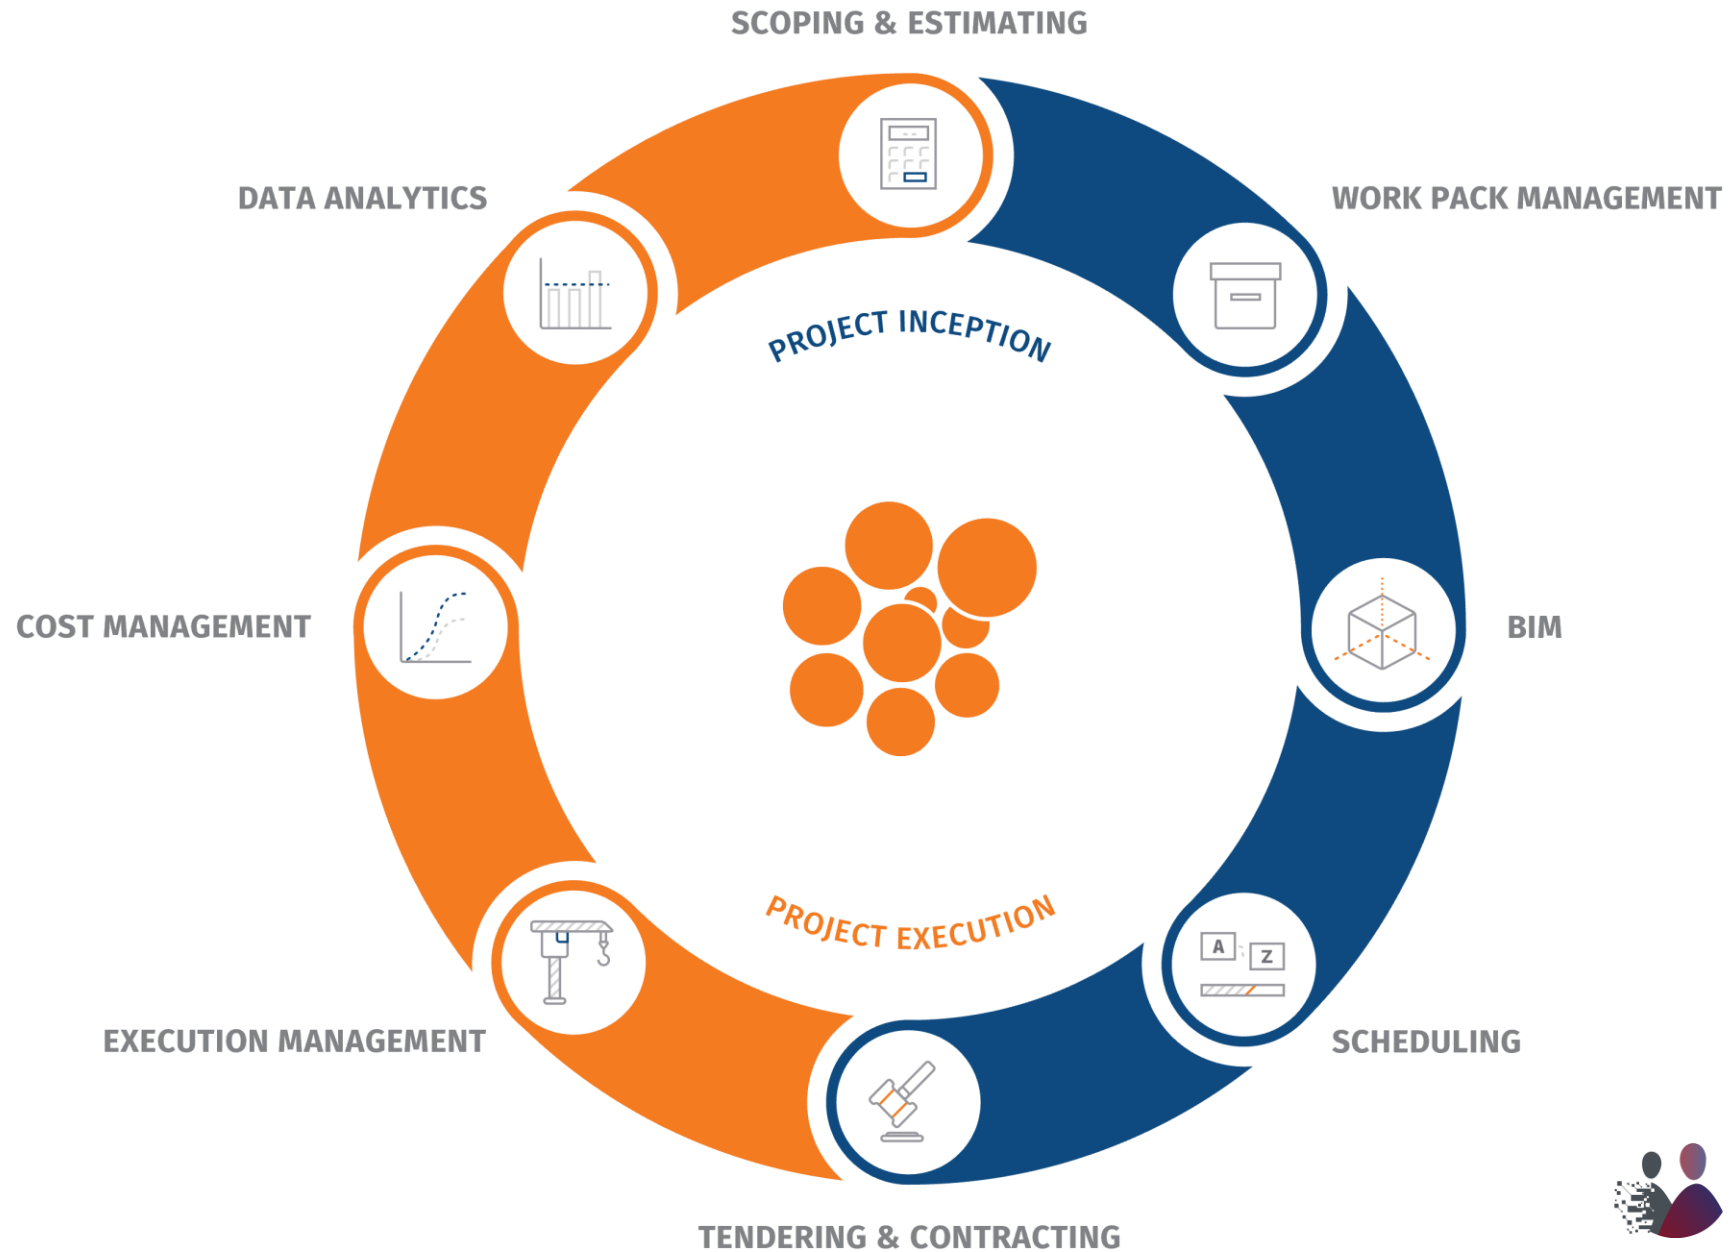 SCOPING & ESTIMATING
DATA ANALYTICS
WORK PACK MANAGEMENT
PROJECT INCEPTION
COST MANAGEMENT
BIM
PROJECT EXECUTION
A
Z
EXECUTION MANAGEMENT
SCHEDULING
TENDERING & CONTRACTING